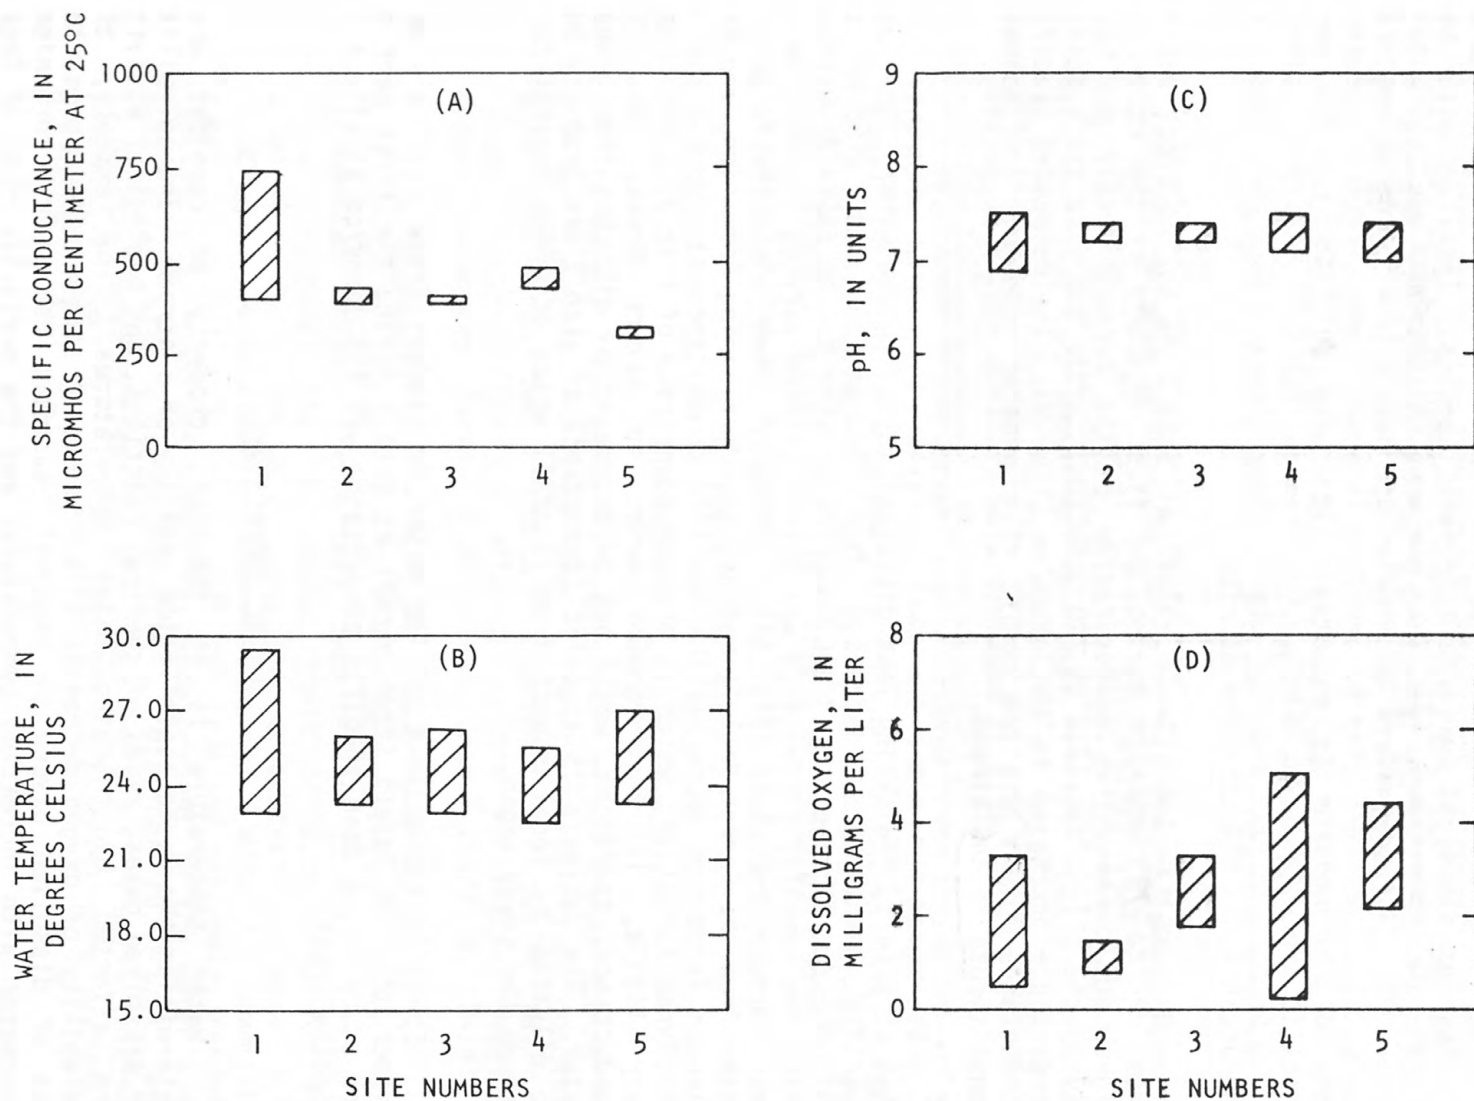 SPECIFIC CONDUCTANCE, IN
MICROMHOS PER CENTIMETER AT 25°C
1000
750
500
250
0
(A)
1 2 3 4 5
pH, IN UNITS
9
8
7
6
5
(C)
1 2 3 4 5
WATER TEMPERATURE, IN
DEGREES CELSIUS
30.0
27.0
24.0
21.0
18.0
15.0
(B)
1 2 3 4 5
SITE NUMBERS
DISSOLVED OXYGEN, IN
MILLIGRAMS PER LITER
8
6
4
2
0
(D)
1 2 3 4 5
SITE NUMBERS